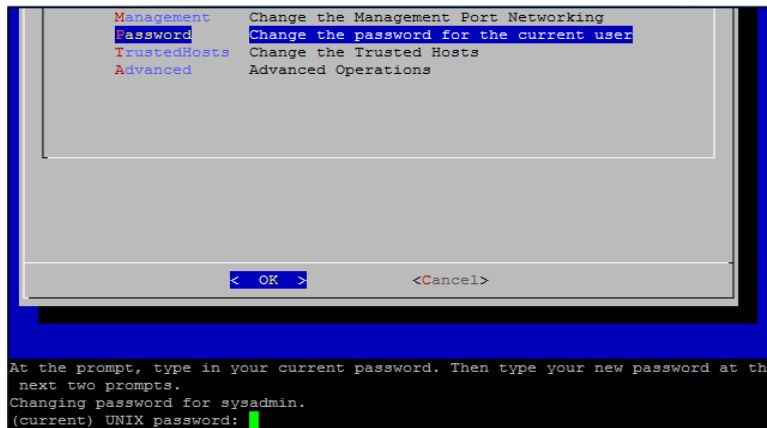 Management Change the Management Port Networking
Password Change the password for the current user
TrustedHosts Change the Trusted Hosts
Advanced Advanced Operations
< OK > <Cancel>
At the prompt, type in your current password. Then type your new password at th
next two prompts.
Changing password for sysadmin.
(current) UNIX password: